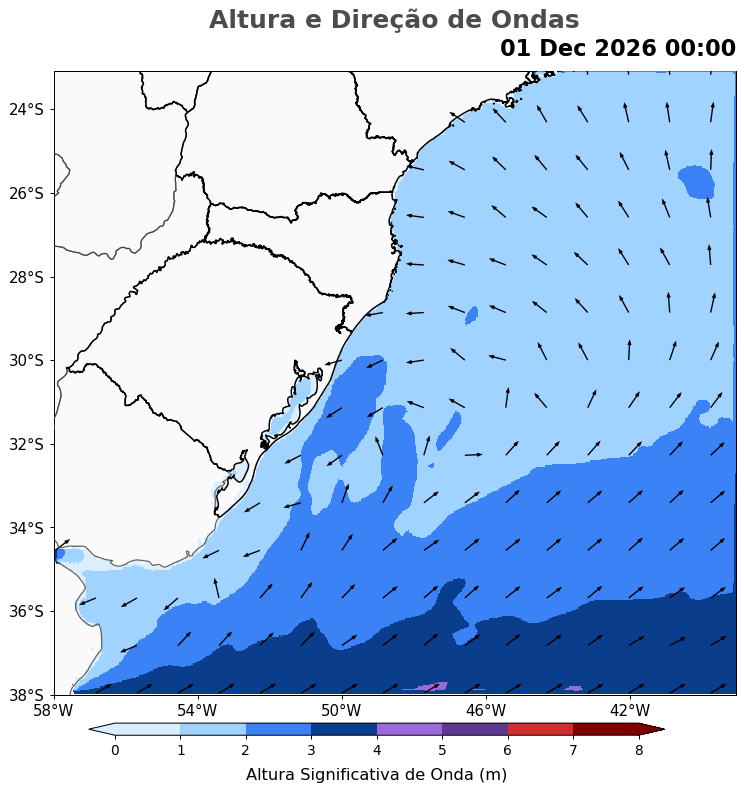 Altura e Direção de Ondas
01 Dec 2026 00:00
24°S
26°S
28°S
30°S
32°S
34°S
36°S
38°S
58°W 54°W 50°W 46°W 42°W
0 1 2 3 4 5 6 7 8
Altura Significativa de Onda (m)